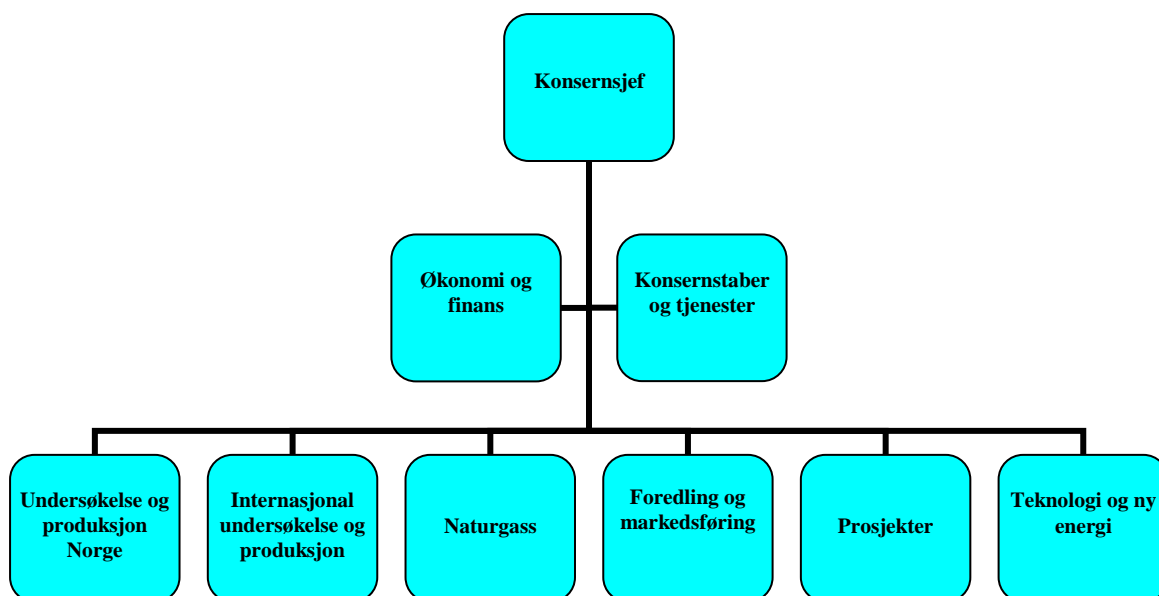 Konsernsjef
Økonomi og
finans
Konsernstaber
og tjenester
Undersøkelse og
produksjon
Norge
Internasjonal
undersøkelse og
produksjon
Naturgass
Foredling og
markedsføring
Prosjekter
Teknologi og ny
energi